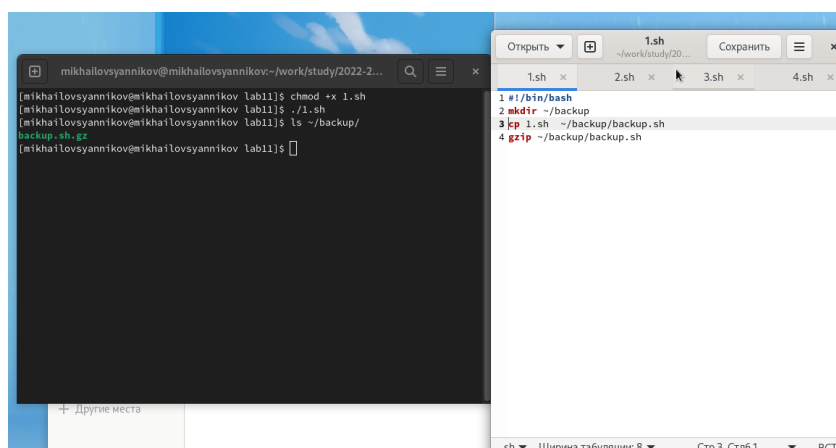 mikhailovsyannikov@mikhailovsyannikov:~/work/study/2022-2...
[mikhailovsyannikov@mikhailovsyannikov lab11]$ chmod +x 1.sh
[mikhailovsyannikov@mikhailovsyannikov lab11]$ ./1.sh
[mikhailovsyannikov@mikhailovsyannikov lab11]$ ls ~/backup/
backup.sh.gz
[mikhailovsyannikov@mikhailovsyannikov lab11]$
Другие места
Открыть
1.sh
~/work/study/20...
Сохранить
1.sh × 2.sh × 3.sh × 4.sh ×
1 #!/bin/bash
2 mkdir ~/backup
3 cp 1.sh  ~/backup/backup.sh
4 gzip ~/backup/backup.sh
sh Ширина табуляции: 8 Стр 3, Стлб 1